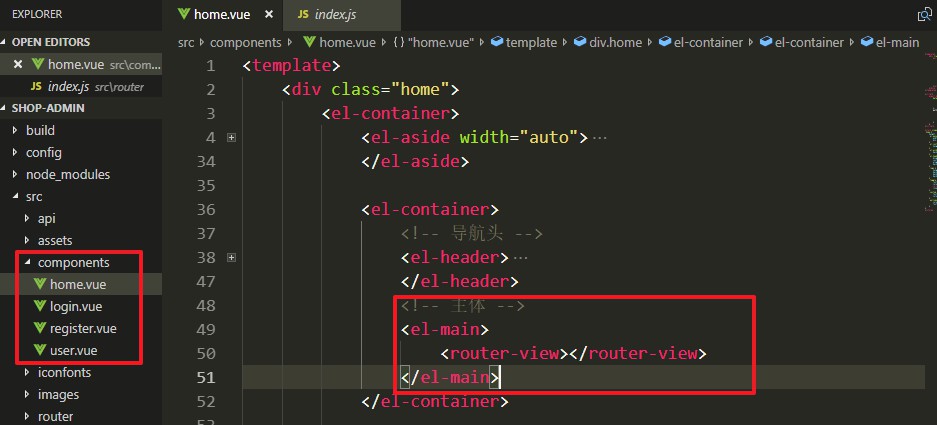 EXPLORER
OPEN EDITORS
home.vue src\com...
JS index.js src\router
SHOP-ADMIN
build
config
node_modules
src
api
assets
components
home.vue
login.vue
register.vue
user.vue
iconfonts
images
router
home.vue
JS index.js
src components home.vue {} "home.vue" template div.home el-container el-container el-main
1 <template>
2 <div class="home">
3 <el-container>
4 <el-aside width="auto">…
34 </el-aside>
35
36 <el-container>
37 <!-- 导航头 -->
38 <el-header>…
47 </el-header>
48 <!-- 主体 -->
49 <el-main>
50 <router-view></router-view>
51 </el-main>
52 </el-container>